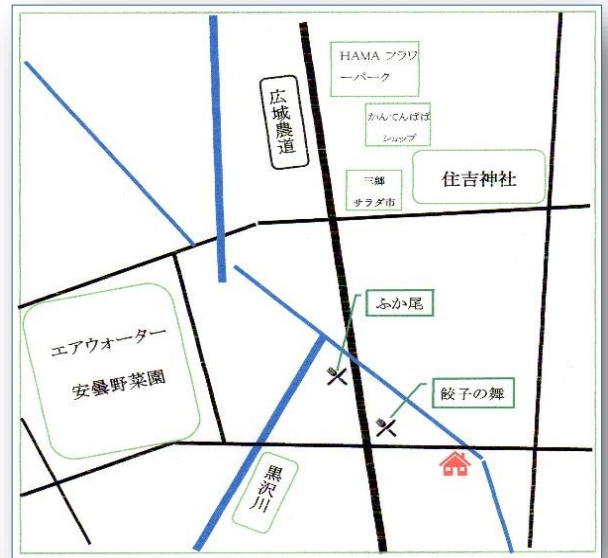 HAMA フラワ
ーパーク
広域農道
かんてんぱぱ
ショップ
住吉神社
三郷
サラダ市
ふか尾
エアウォーター
安曇野菜園
餃子の舞
黒沢川